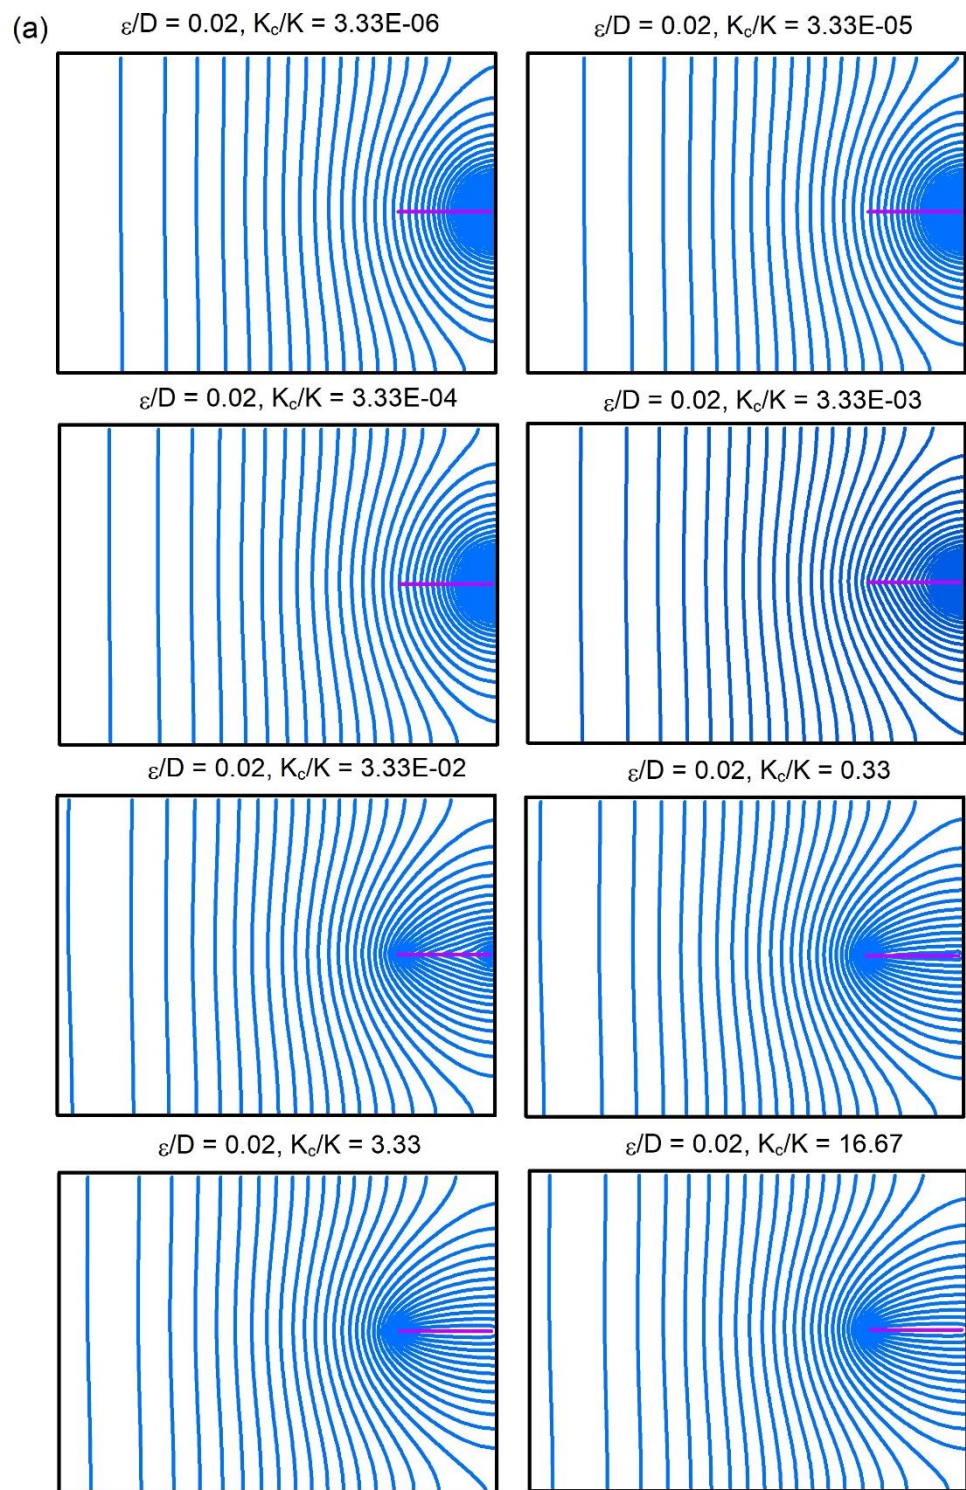 (a)
ε/D = 0.02, Kc/K = 3.33E-06
ε/D = 0.02, Kc/K = 3.33E-05
ε/D = 0.02, Kc/K = 3.33E-04
ε/D = 0.02, Kc/K = 3.33E-03
ε/D = 0.02, Kc/K = 3.33E-02
ε/D = 0.02, Kc/K = 0.33
ε/D = 0.02, Kc/K = 3.33
ε/D = 0.02, Kc/K = 16.67